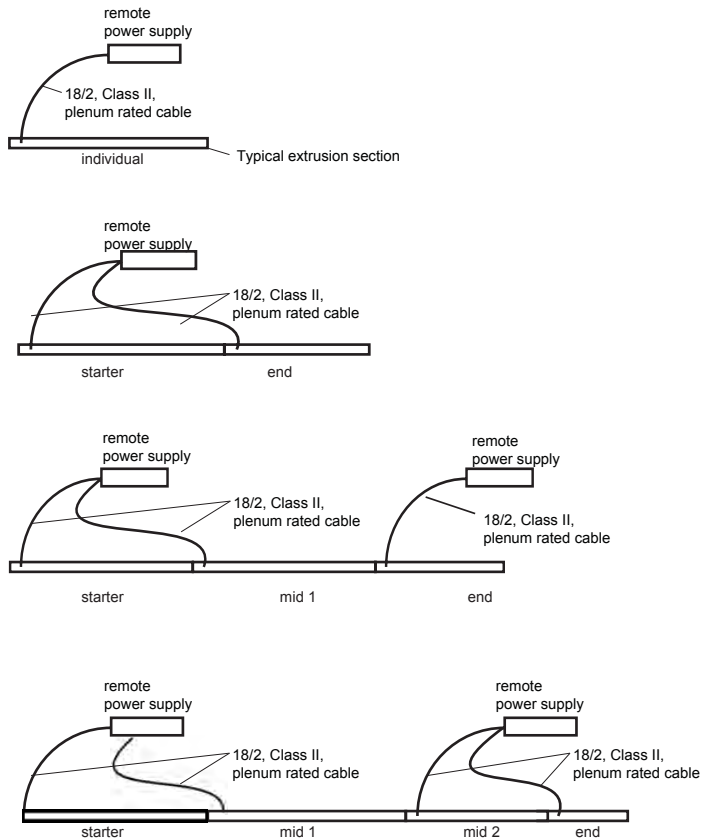 remote
power supply
18/2, Class II,
plenum rated cable
individual
Typical extrusion section
remote
power supply
18/2, Class II,
plenum rated cable
starter
end
remote
power supply
remote
power supply
18/2, Class II,
plenum rated cable
18/2, Class II,
plenum rated cable
starter
mid 1
end
remote
power supply
remote
power supply
18/2, Class II,
plenum rated cable
18/2, Class II,
plenum rated cable
starter
mid 1
mid 2
end